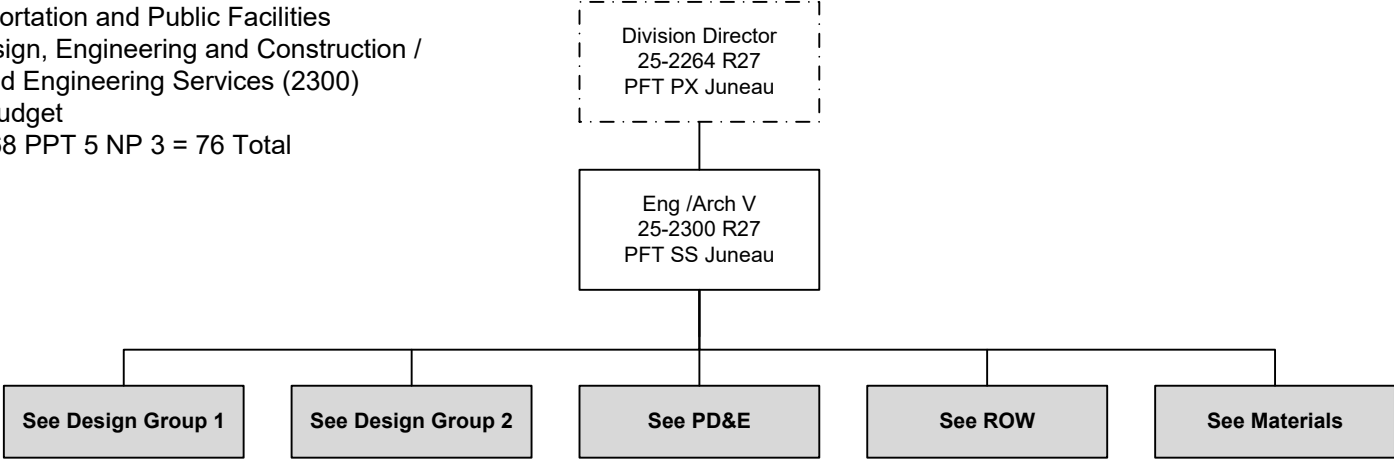 ortation and Public Facilities
sign, Engineering and Construction /
d Engineering Services (2300)
udget
68 PPT 5 NP 3 = 76 Total
Division Director
25-2264 R27
PFT PX Juneau
Eng /Arch V
25-2300 R27
PFT SS Juneau
See Design Group 1
See Design Group 2
See PD&E
See ROW
See Materials